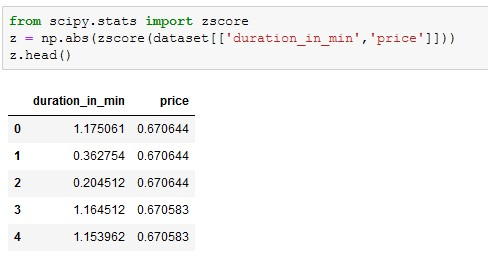 from scipy.stats import zscore
z = np.abs(zscore(dataset[['duration_in_min','price']]))
z.head()
duration_in_min price
0 1.175061 0.670644
1 0.362754 0.670644
2 0.204512 0.670644
3 1.164512 0.670583
4 1.153962 0.670583